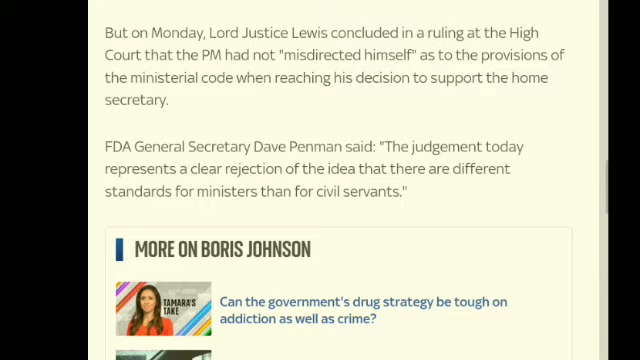 But on Monday, Lord Justice Lewis concluded in a ruling at the High
Court that the PM had not "misdirected himself" as to the provisions of
the ministerial code when reaching his decision to support the home
secretary.
FDA General Secretary Dave Penman said: "The judgement today
represents a clear rejection of the idea that there are different
standards for ministers than for civil servants."
MORE ON BORIS JOHNSON
TAMARA'S
TAKE
Can the government's drug strategy be tough on
addiction as well as crime?